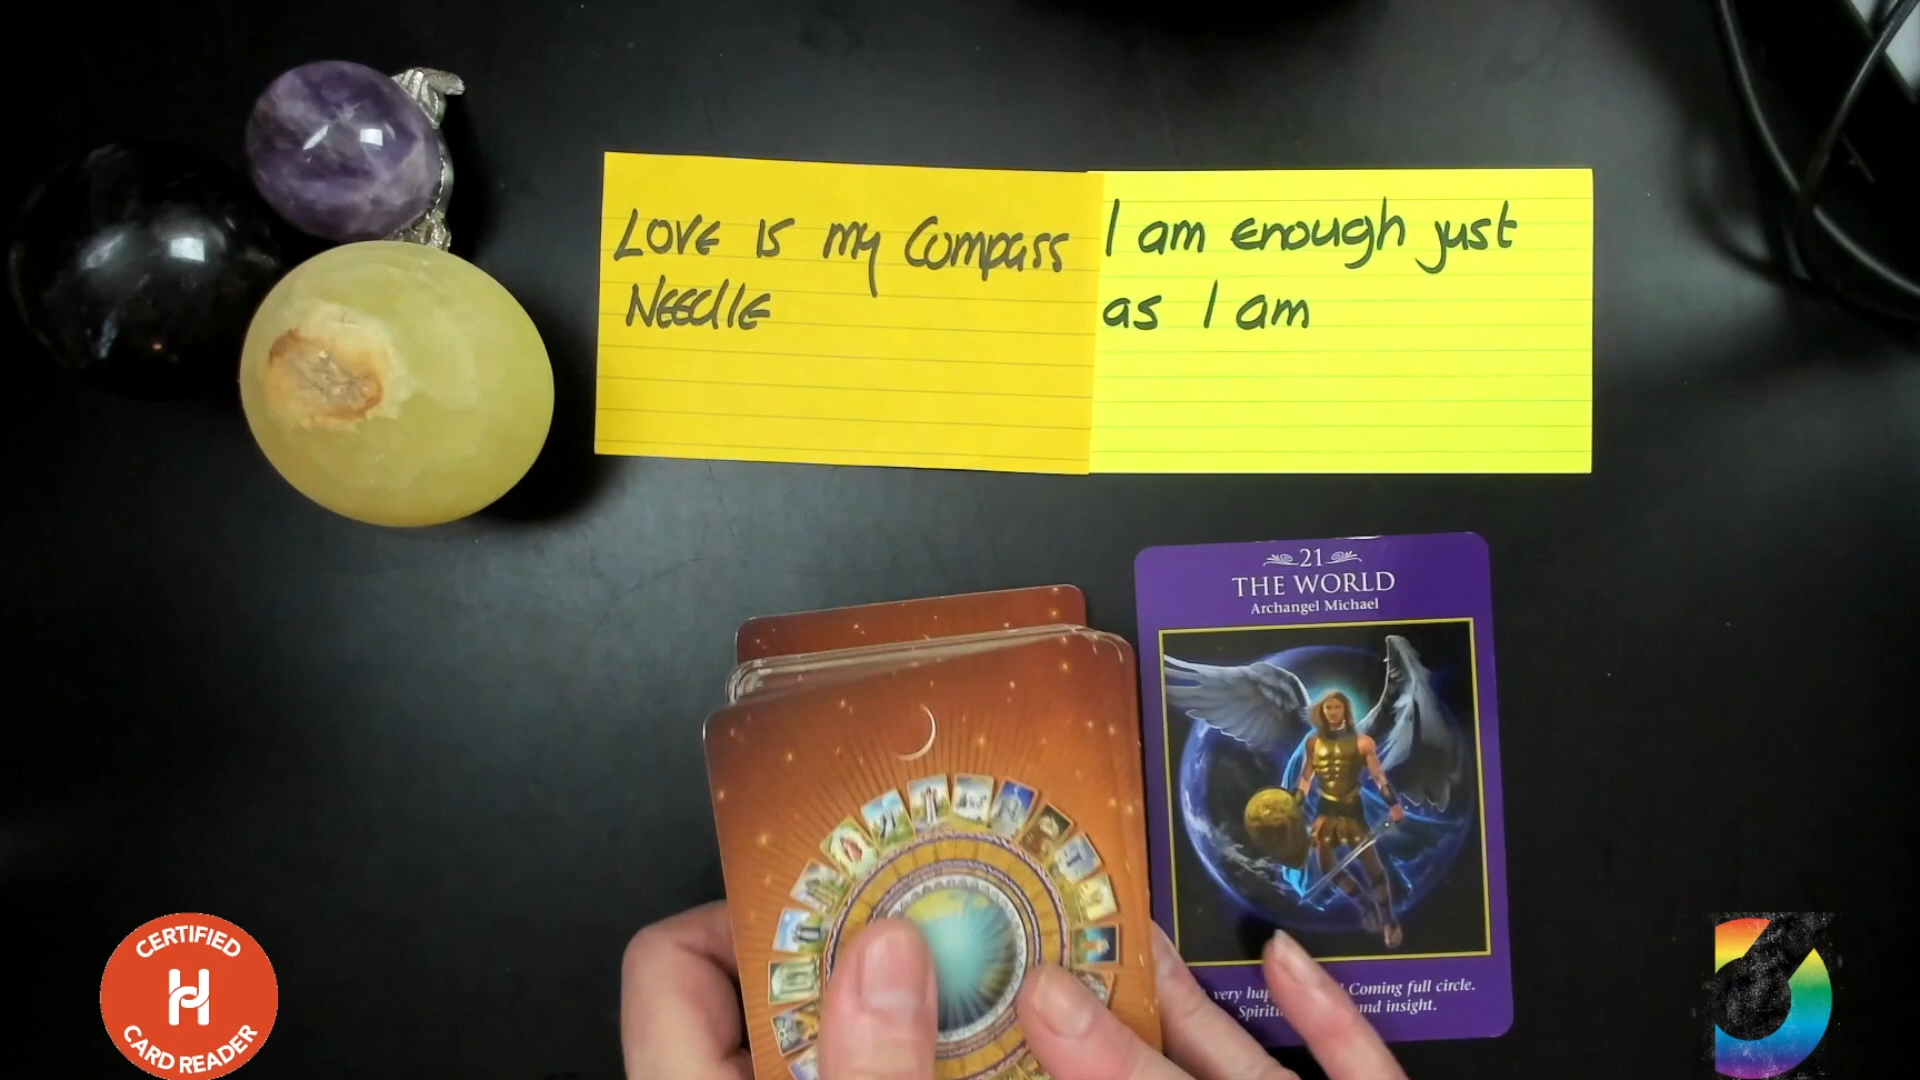 LOVE IS my Compass
NEEdlE
I am enough just
as I am
21
THE WORLD
Archangel Michael
very Coming full circle.
and insight.
CERTIFIED
H
CARD READER